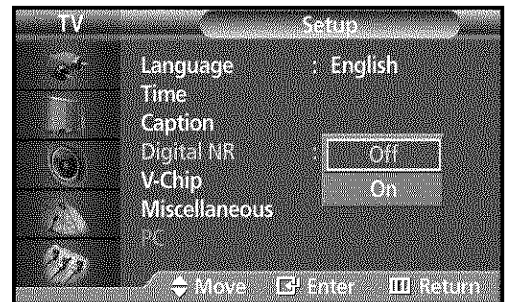 TV Setup
Language : English
Time
Caption
Digital NR : Off
On
V-Chip
Miscellaneous
PC
Move Enter Return